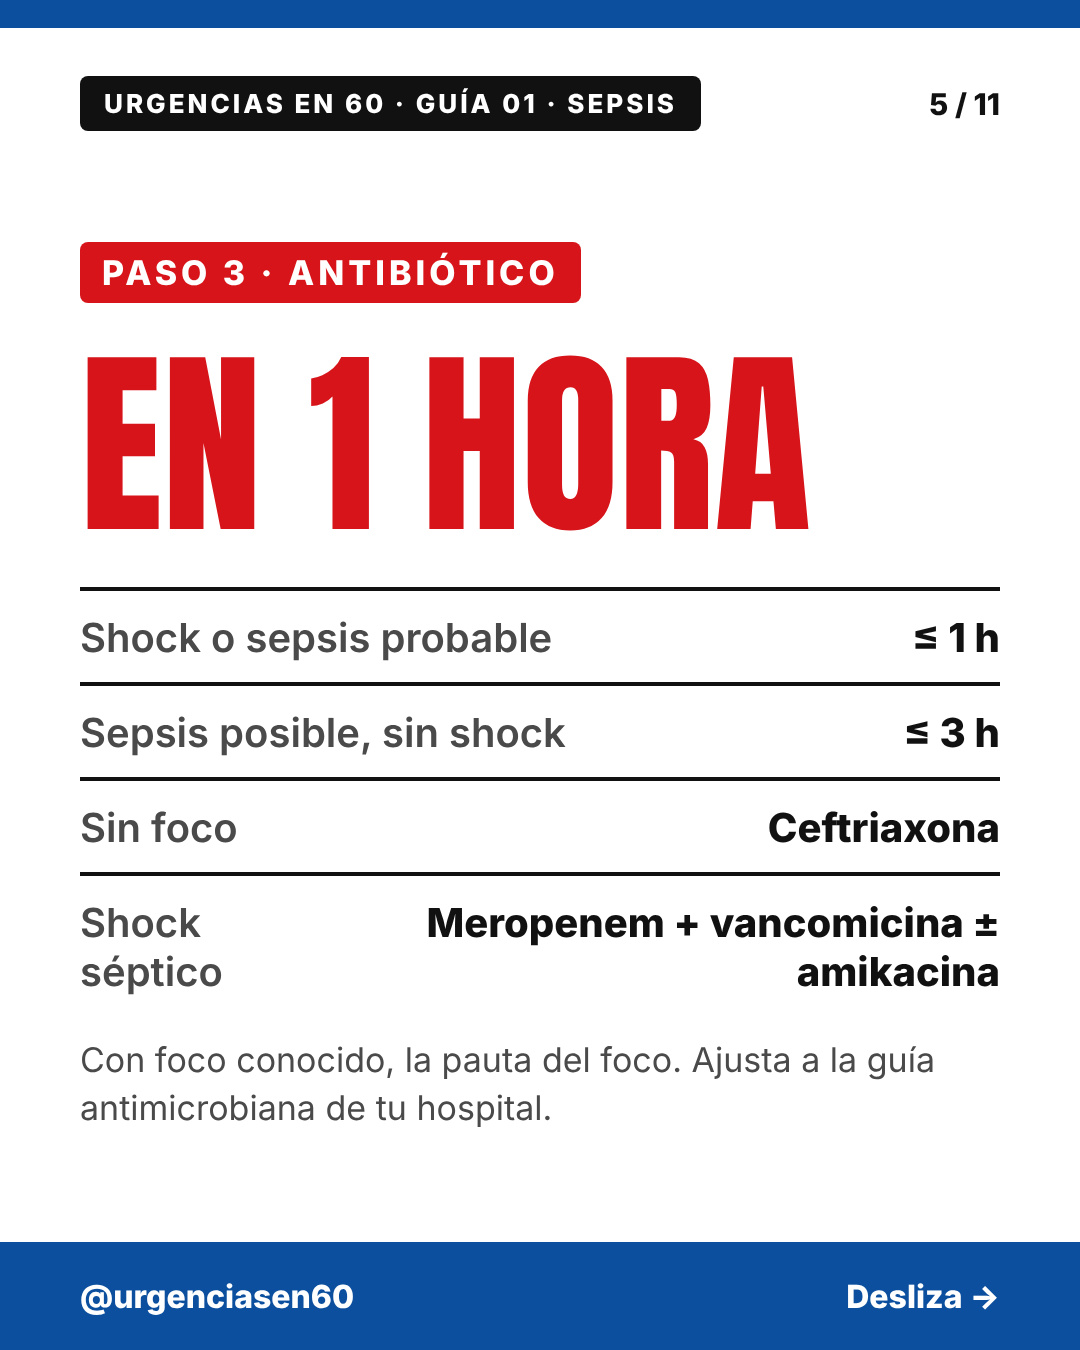 URGENCIAS EN 60 · GUÍA 01 · SEPSIS
5 / 11
PASO 3 · ANTIBIÓTICO
EN 1 HORA
Shock o sepsis probable ≤ 1 h
Sepsis posible, sin shock ≤ 3 h
Sin foco Ceftriaxona
Shock séptico
Meropenem + vancomicina ±
amikacina
Con foco conocido, la pauta del foco. Ajusta a la guía
antimicrobiana de tu hospital.
@urgenciasen60
Desliza →